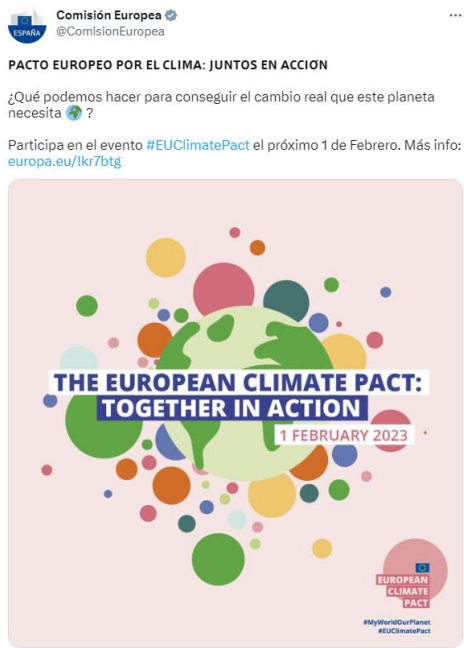 Comisión Europea
ESPAÑA
@ComisionEuropea
PACTO EUROPEO POR EL CLIMA: JUNTOS EN ACCIÓN
¿Qué podemos hacer para conseguir el cambio real que este planeta
necesita 🌍 ?
Participa en el evento #EUClimatePact el próximo 1 de Febrero. Más info:
europa.eu/!kr7btg
THE EUROPEAN CLIMATE PACT:
TOGETHER IN ACTION
1 FEBRUARY 2023
EUROPEAN
CLIMATE
PACT
#MyWorldOurPlanet
#EUClimatePact